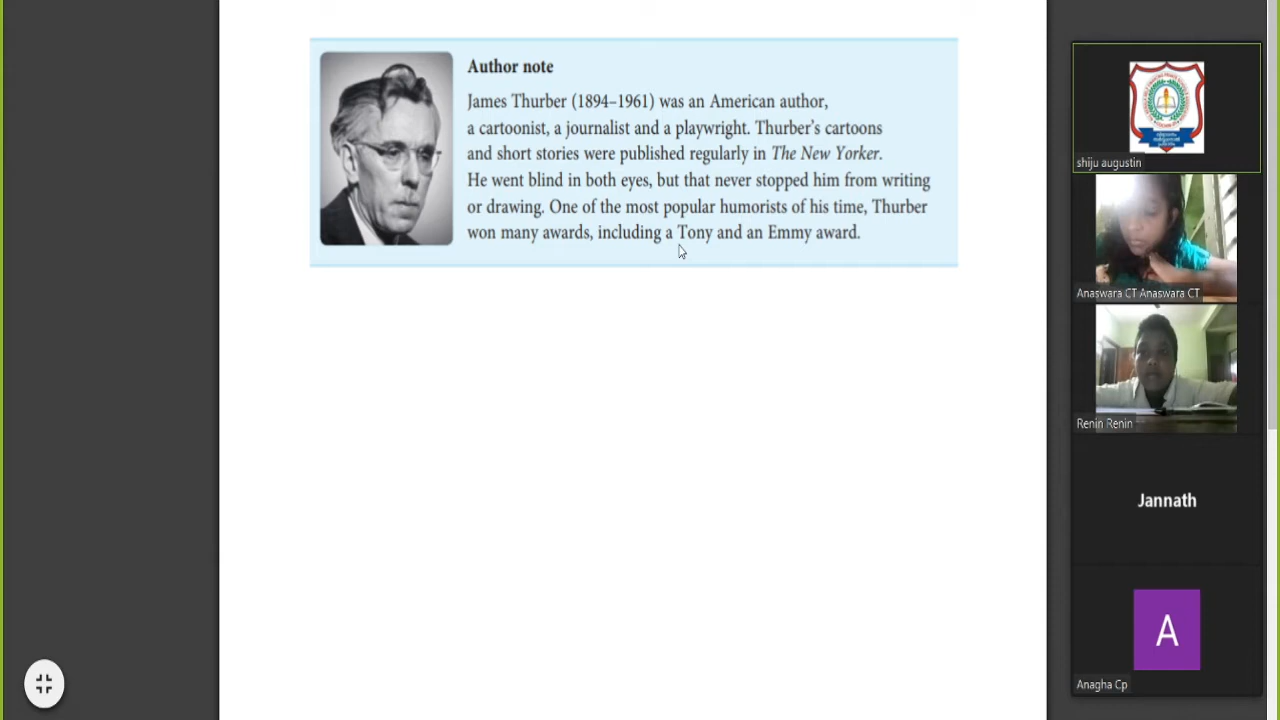 Author note
James Thurber (1894–1961) was an American author,
a cartoonist, a journalist and a playwright. Thurber's cartoons
and short stories were published regularly in The New Yorker.
He went blind in both eyes, but that never stopped him from writing
or drawing. One of the most popular humorists of his time, Thurber
won many awards, including a Tony and an Emmy award.
shiju augustin
Anaswara CT Anaswara CT
Renin Renin
Jannath
A
Anagha Cp